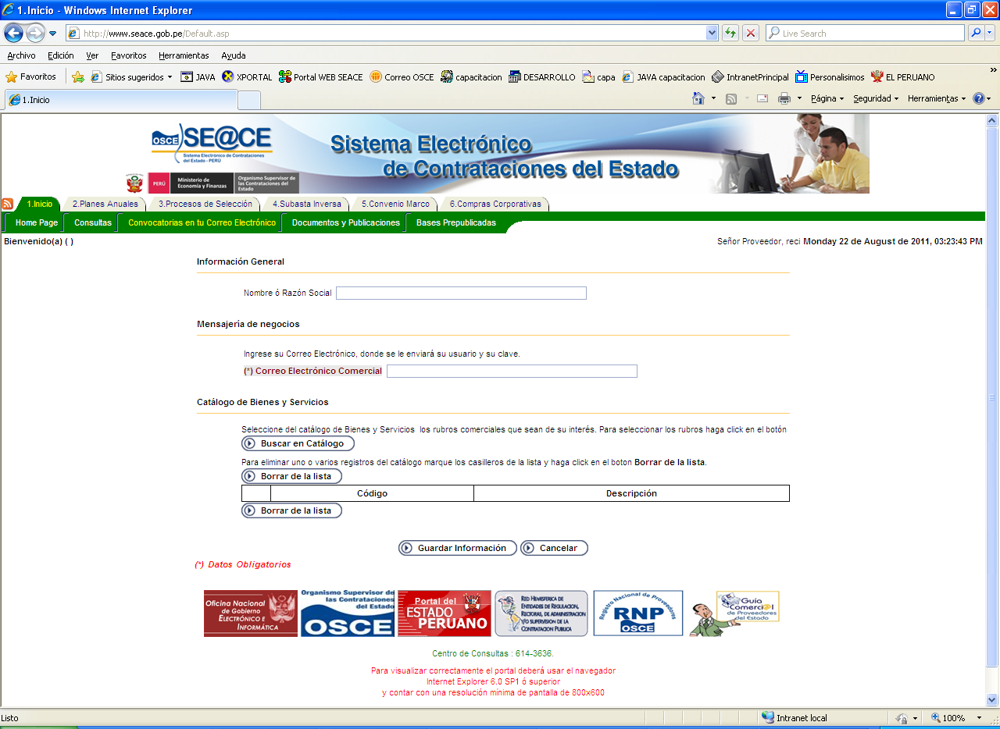 1.Inicio - Windows Internet Explorer
http://www.seace.gob.pe/Default.asp
Live Search
Archivo Edición Ver Favoritos Herramientas Ayuda
Favoritos Sitios sugeridos JAVA XPORTAL Portal WEB SEACE Correo OSCE capacitacion DESARROLLO capa JAVA capacitacion IntranetPrincipal Personalisimos EL PERUANO
1.Inicio
Página Seguridad Herramientas
OSCE SE@CE
Sistema Electrónico de Contrataciones
del Estado - PERÚ
Sistema Electrónico
de Contrataciones del Estado
PERÚ
Ministerio de
Economía y Finanzas
Organismo Supervisor de
las Contrataciones del
Estado
1.Inicio 2.Planes Anuales 3.Procesos de Selección 4.Subasta Inversa 5.Convenio Marco 6.Compras Corporativas
Home Page Consultas Convocatorias en tu Correo Electrónico Documentos y Publicaciones Bases Prepublicadas
Bienvenido(a) ( )
Señor Proveedor, reci Monday 22 de August de 2011, 03:23:43 PM
Información General
Nombre ó Razón Social
Mensajería de negocios
Ingrese su Correo Electrónico, donde se le enviará su usuario y su clave.
(*) Correo Electrónico Comercial
Catálogo de Bienes y Servicios
Seleccione del catálogo de Bienes y Servicios los rubros comerciales que sean de su interés. Para seleccionar los rubros haga click en el botón
Buscar en Catálogo
Para eliminar uno o varios registros del catálogo marque los casilleros de la lista y haga click en el boton Borrar de la lista.
Borrar de la lista
Código Descripción
Borrar de la lista
Guardar Información Cancelar
(*) Datos Obligatorios
Oficina Nacional
de Gobierno
Electrónico e
Informática
Organismo Supervisor de
las Contrataciones
del Estado
OSCE
Portal del
ESTADO
PERUANO
Red Hemisferica de
Entidades de Regulacion,
Rectoras, de Administracion
y/o supervision de la
Contratacion Publica
Registro Nacional de Proveedores
RNP
OSCE
Guía
Comerci@l
de Proveedores
del Estado
Centro de Consultas : 614-3636.
Para visualizar correctamente el portal deberá usar el navegador
Internet Explorer 6.0 SP1 ó superior
y contar con una resolución mínima de pantalla de 800x600
Listo
Intranet local
100%